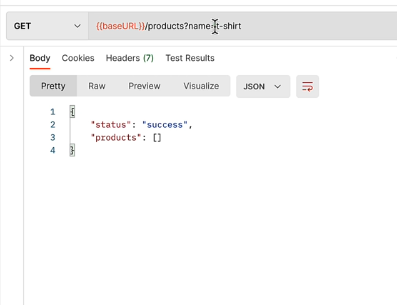 GET {{baseURL}}/products?name=t-shirt
Body Cookies Headers (7) Test Results
Pretty Raw Preview Visualize JSON
1 {
2 "status": "success",
3 "products": []
4 }